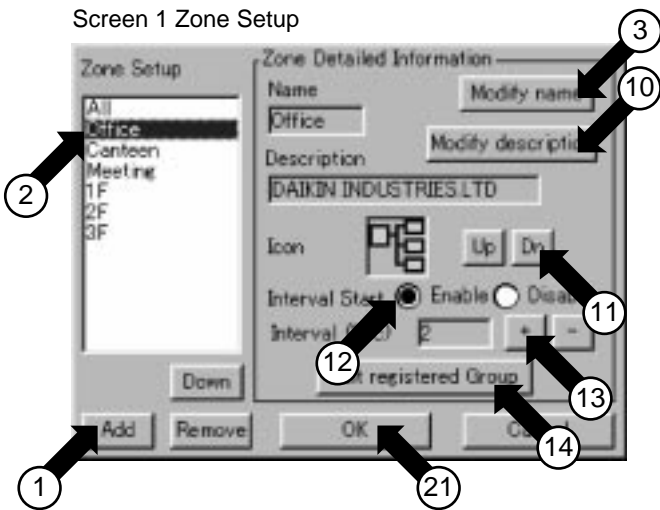 Screen 1 Zone Setup
3
Zone Setup
Zone Detailed Information
Name
Modify name
10
All
Office
Canteen
Meeting
1F
2F
3F
2
Office
Modify descriptio
Description
DAIKIN INDUSTRIES.LTD
Icon
Up
Dn
11
Interval Start
Enable
Disab
12
Interval
2
+
-
13
Down
registered Group
14
Add
Remove
OK
1
21